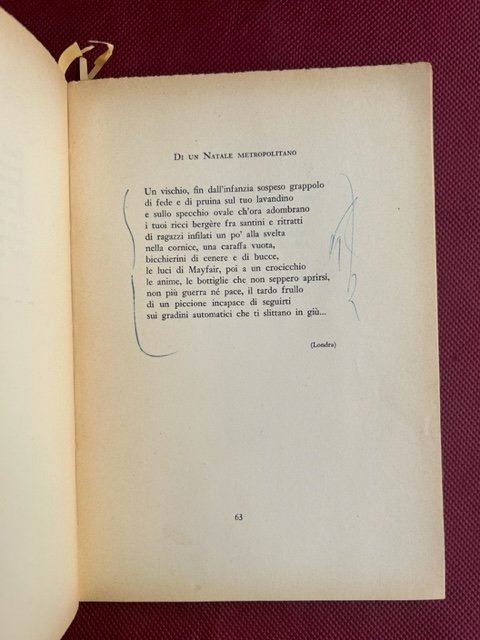 Di un Natale metropolitano
Un vischio, fin dall'infanzia sospeso grappolo
di fede e di pruina sul tuo lavandino
e sullo specchio ovale ch'ora adombrano
i tuoi ricci bergère fra santini e ritratti
di ragazzi infilati un po' alla svelta
nella cornice, una caraffa vuota,
bicchierini di cenere e di bucce,
le luci di Mayfair, poi a un crocicchio
le anime, le bottiglie che non seppero aprirsi,
non più guerra né pace, il tardo frullo
di un piccione incapace di seguirti
sui gradini automatici che ti slittano in giù...
(Londra)
63